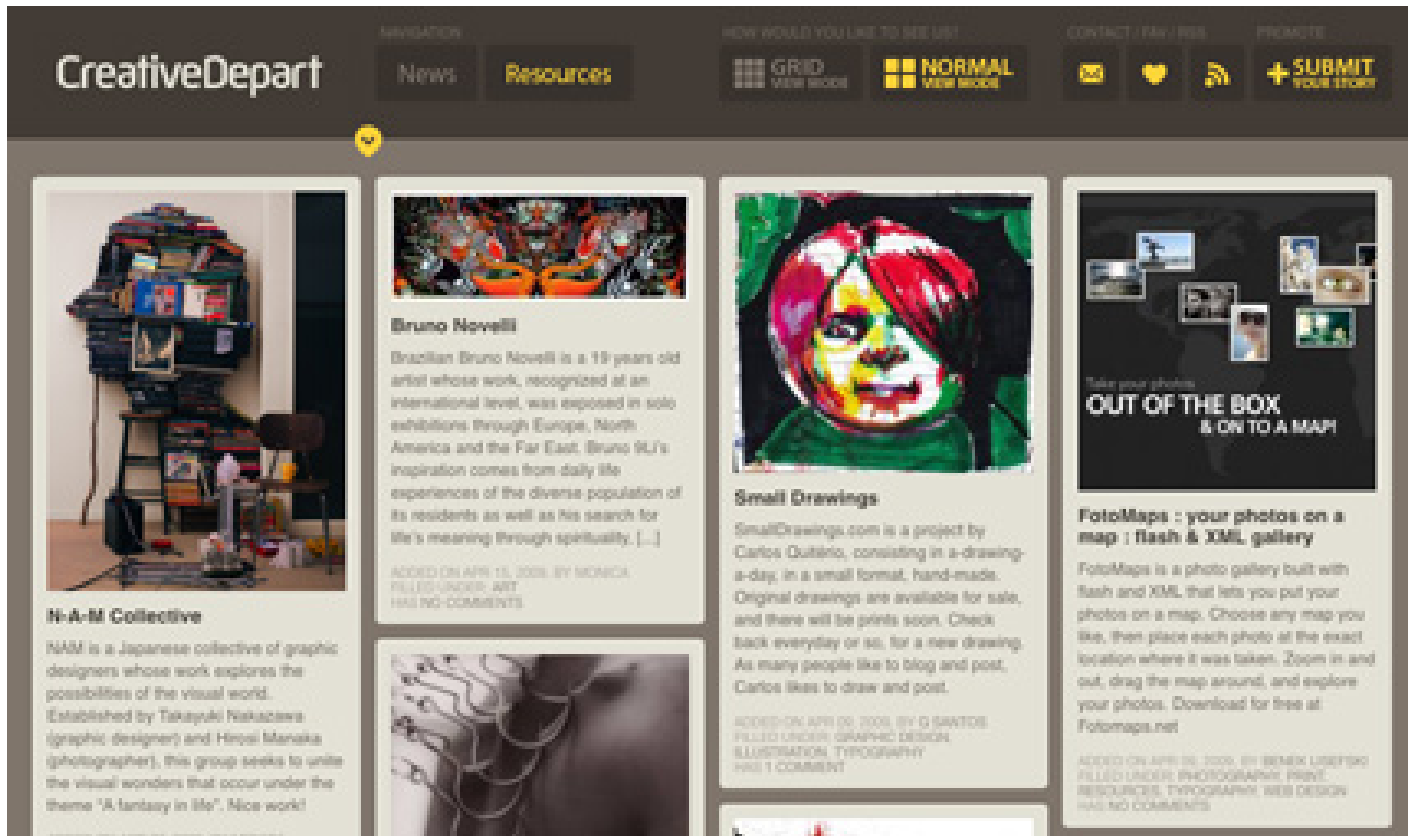 NAVIGATION
HOW WOULD YOU LIKE TO SEE US?
CONTACT / FAV / RSS
PROMOTE
CreativeDepart
News
Resources
GRID
VIEW MODE
NORMAL
VIEW MODE
SUBMIT
YOUR STORY
N-A-M Collective
NAM is a Japanese collective of graphic
designers whose work explores the
possibilities of the visual world.
Established by Takayuki Nakazawa
(graphic designer) and Hirosi Manaka
(photographer), this group seeks to unite
the visual wonders that occur under the
theme "A fantasy in life". Nice work!
Bruno Novelli
Brazilian Bruno Novelli is a 19 years old
artist whose work, recognized at an
international level, was exposed in solo
exhibitions through Europe, North
America and the Far East. Bruno 9Li's
inspiration comes from daily life
experiences of the diverse population of
its residents as well as his search for
life's meaning through spirituality, [...]
ADDED ON APR 15, 2009, BY MONICA
FILLED UNDER: ART
HAS NO COMMENTS
Small Drawings
SmallDrawings.com is a project by
Carlos Quitério, consisting in a-drawing-
a-day, in a small format, hand-made.
Original drawings are available for sale,
and there will be prints soon. Check
back everyday or so, for a new drawing.
As many people like to blog and post,
Carlos likes to draw and post.
ADDED ON APR 09, 2009, BY G SANTOS
FILLED UNDER: GRAPHIC DESIGN,
ILLUSTRATION, TYPOGRAPHY
HAS 1 COMMENT
Take your photos
OUT OF THE BOX
& ON TO A MAP!
FotoMaps : your photos on a
map : flash & XML gallery
FotoMaps is a photo gallery built with
flash and XML that lets you put your
photos on a map. Choose any map you
like, then place each photo at the exact
location where it was taken. Zoom in and
out, drag the map around, and explore
your photos. Download for free at
Fotomaps.net
ADDED ON APR 09, 2009, BY BENEK LISEFSKI
FILLED UNDER: PHOTOGRAPHY, PRINT,
RESOURCES, TYPOGRAPHY, WEB DESIGN
HAS NO COMMENTS